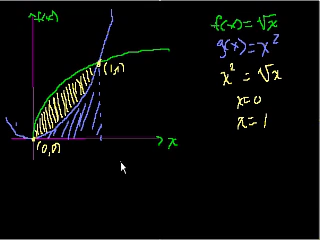 f(x)
f(x)=√x
g(x)=x²
x²=√x
x=0
x=1
(1,1)
x
(0,0)